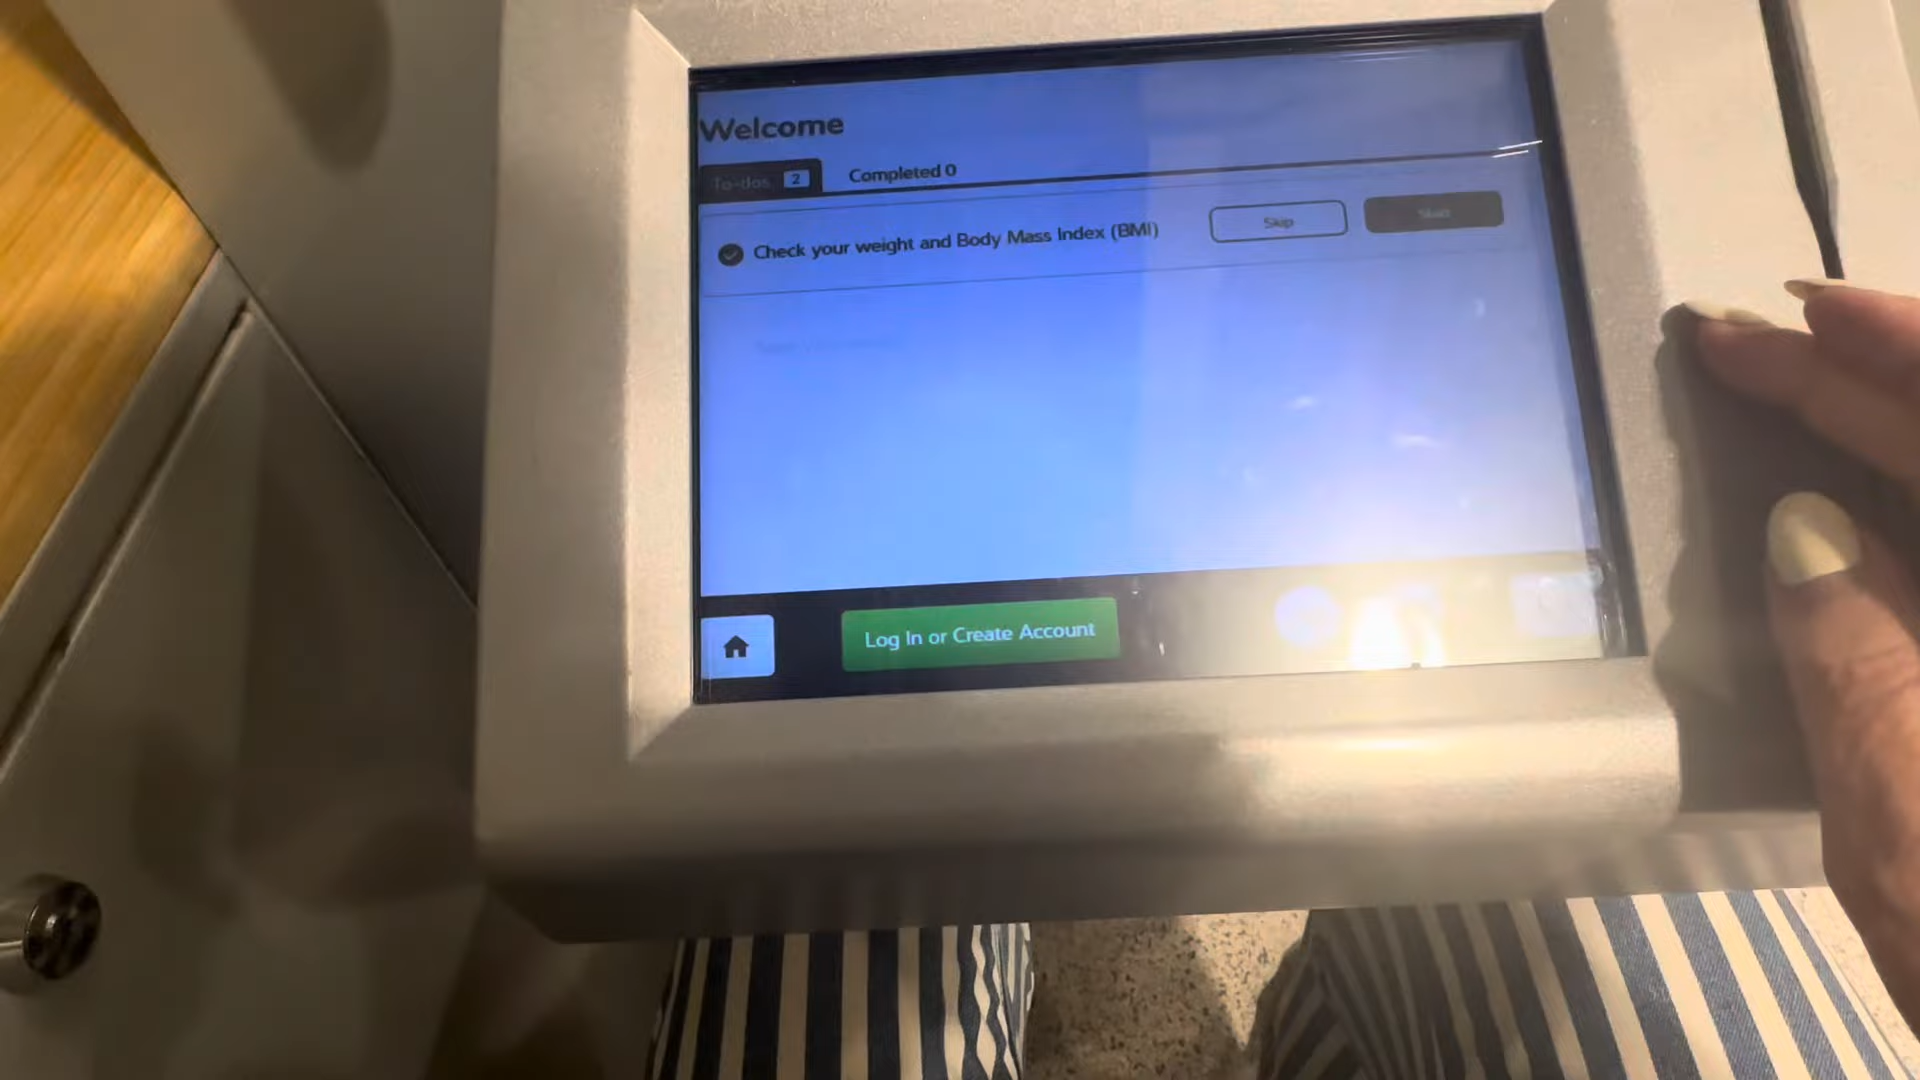 Welcome
To-dos 2
Completed 0
Check your weight and Body Mass Index (BMI)
Skip
Start
Log In or Create Account